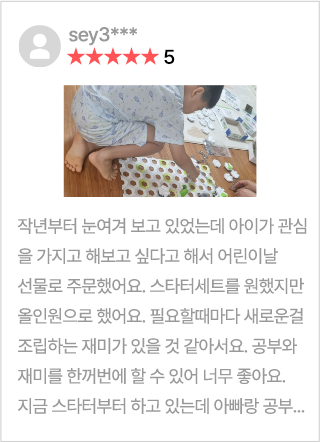 sey3***
★★★★★ 5
작년부터 눈여겨 보고 있었는데 아이가 관심
을 가지고 해보고 싶다고 해서 어린이날
선물로 주문했어요. 스타터세트를 원했지만
올인원으로 했어요. 필요할때마다 새로운걸
조립하는 재미가 있을 것 같아서요. 공부와
재미를 한꺼번에 할 수 있어 너무 좋아요.
지금 스타터부터 하고 있는데 아빠랑 공부...